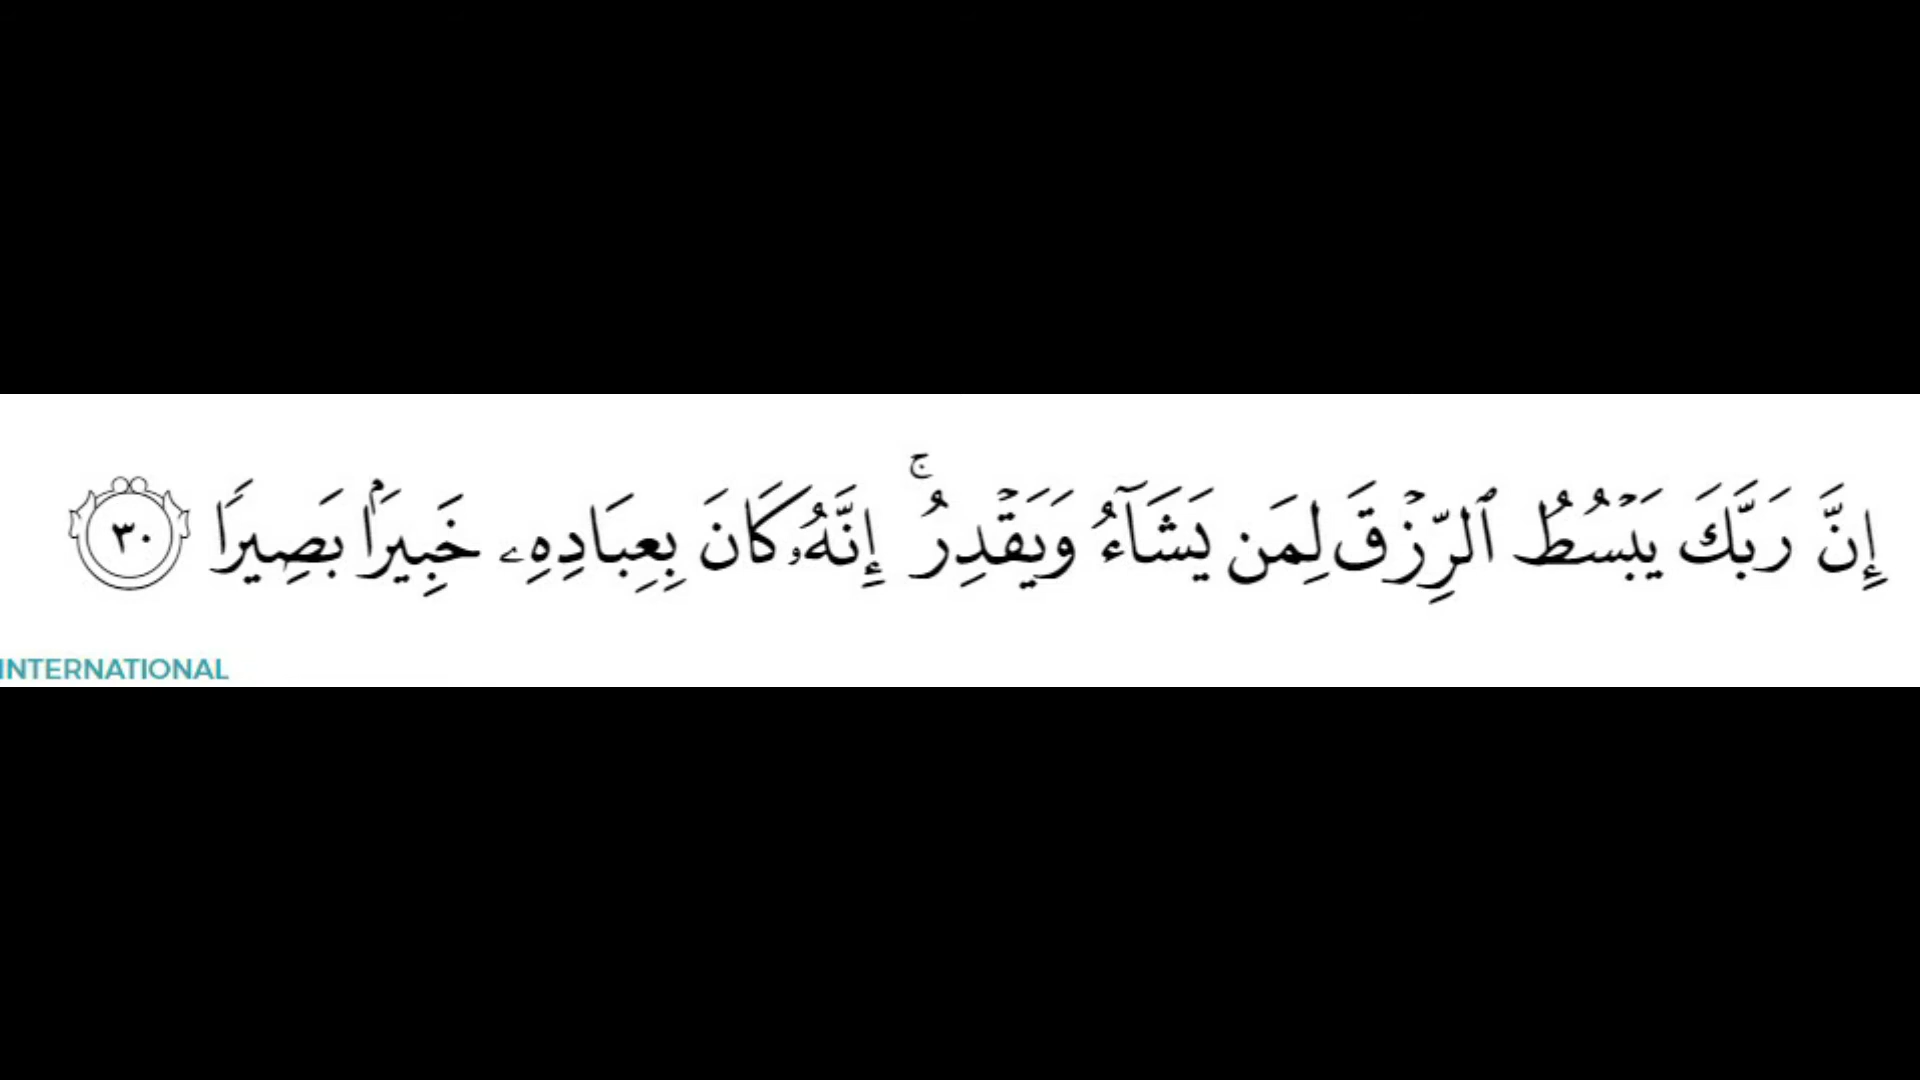 إِنَّ رَبَّكَ يَبۡسُطُ ٱلرِّزۡقَ لِمَن يَشَآءُ وَيَقۡدِرُۚ إِنَّهُۥ كَانَ بِعِبَادِهِۦ خَبِيرَۢا بَصِيرٗا ٣٠
INTERNATIONAL